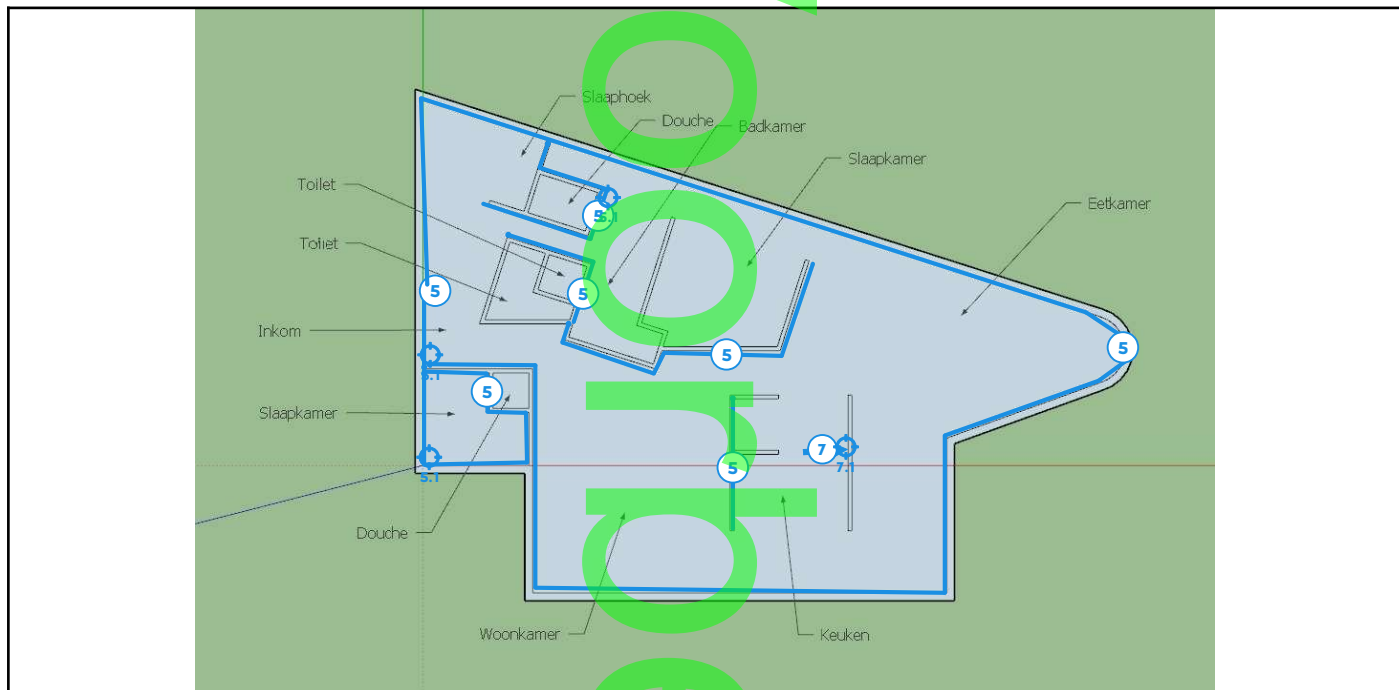 Slaaphoek
Douche
Badkamer
Slaapkamer
Toilet
Eetkamer
5
5.1
Toliet
5
5
Inkom
5
5
5.1
5
Slaapkamer
7
7.1
5
5.1
Douche
Woonkamer
Keuken